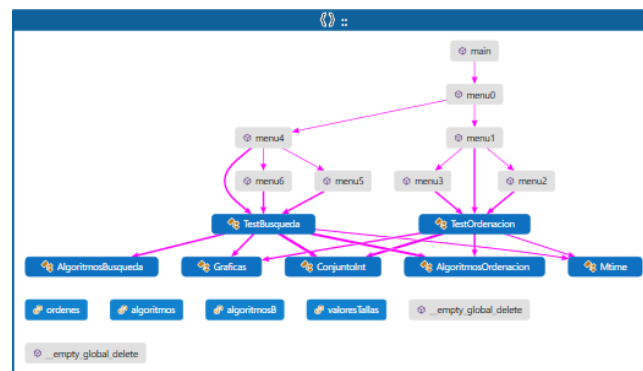 {} ::
main
menu0
menu4 menu1
menu6 menu5 menu3 menu2
TestBusqueda TestOrdenacion
AlgoritmosBusqueda Graficas ConjuntoInt AlgoritmosOrdenacion Mtime
ordenes algoritmos algoritmosB valoresTallas __empty_global_delete
__empty_global_delete